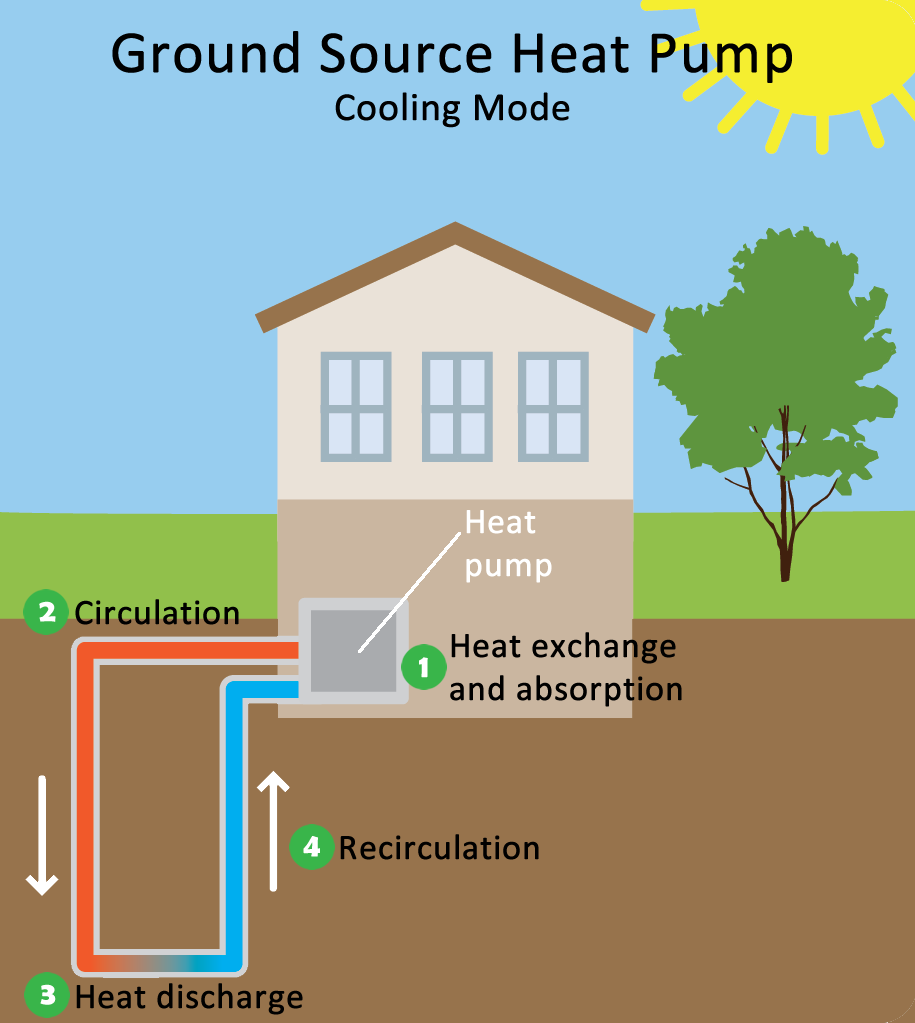 Ground Source Heat Pump
Cooling Mode
Heat
pump
2 Circulation
1 Heat exchange
and absorption
4 Recirculation
3 Heat discharge